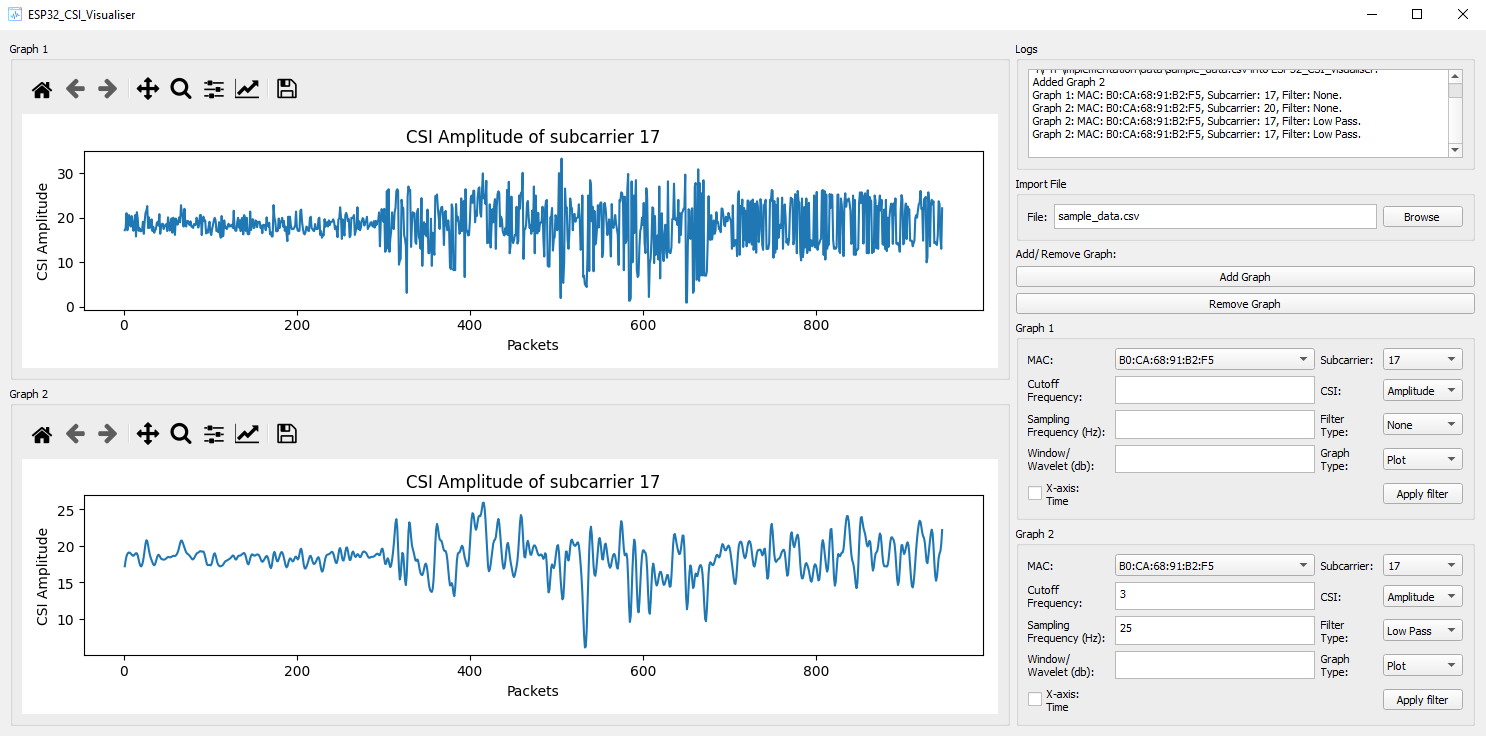 ESP32_CSI_Visualiser
Graph 1
CSI Amplitude of subcarrier 17
CSI Amplitude
30
20
10
0
0 200 400 600 800
Packets
Graph 2
CSI Amplitude of subcarrier 17
CSI Amplitude
25
20
15
10
0 200 400 600 800
Packets
Logs
Added Graph 2
Graph 1: MAC: B0:CA:68:91:B2:F5, Subcarrier: 17, Filter: None.
Graph 2: MAC: B0:CA:68:91:B2:F5, Subcarrier: 20, Filter: None.
Graph 2: MAC: B0:CA:68:91:B2:F5, Subcarrier: 17, Filter: Low Pass.
Graph 2: MAC: B0:CA:68:91:B2:F5, Subcarrier: 17, Filter: Low Pass.
Import File
File: sample_data.csv Browse
Add/Remove Graph:
Add Graph
Remove Graph
Graph 1
MAC: B0:CA:68:91:B2:F5 Subcarrier: 17
Cutoff
Frequency: CSI: Amplitude
Sampling Filter
Frequency (Hz): Type: None
Window/ Graph
Wavelet (db): Type: Plot
X-axis:
Time Apply filter
Graph 2
MAC: B0:CA:68:91:B2:F5 Subcarrier: 17
Cutoff
Frequency: 3 CSI: Amplitude
Sampling Filter
Frequency (Hz): 25 Type: Low Pass
Window/ Graph
Wavelet (db): Type: Plot
X-axis:
Time Apply filter